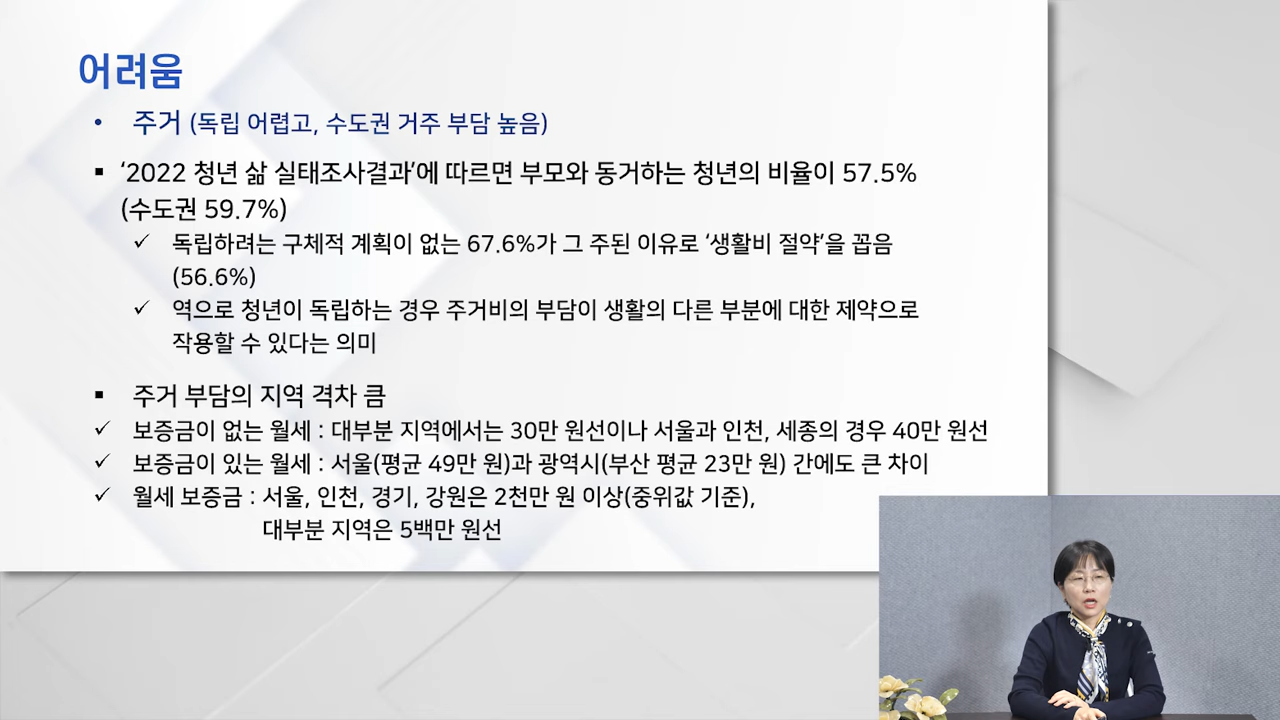 어려움
• 주거 (독립 어렵고, 수도권 거주 부담 높음)
▪ ‘2022 청년 삶 실태조사결과’에 따르면 부모와 동거하는 청년의 비율이 57.5%
(수도권 59.7%)
✓ 독립하려는 구체적 계획이 없는 67.6%가 그 주된 이유로 ‘생활비 절약’을 꼽음
(56.6%)
✓ 역으로 청년이 독립하는 경우 주거비의 부담이 생활의 다른 부분에 대한 제약으로
작용할 수 있다는 의미
▪ 주거 부담의 지역 격차 큼
✓ 보증금이 없는 월세 : 대부분 지역에서는 30만 원선이나 서울과 인천, 세종의 경우 40만 원선
✓ 보증금이 있는 월세 : 서울(평균 49만 원)과 광역시(부산 평균 23만 원) 간에도 큰 차이
✓ 월세 보증금 : 서울, 인천, 경기, 강원은 2천만 원 이상(중위값 기준),
대부분 지역은 5백만 원선